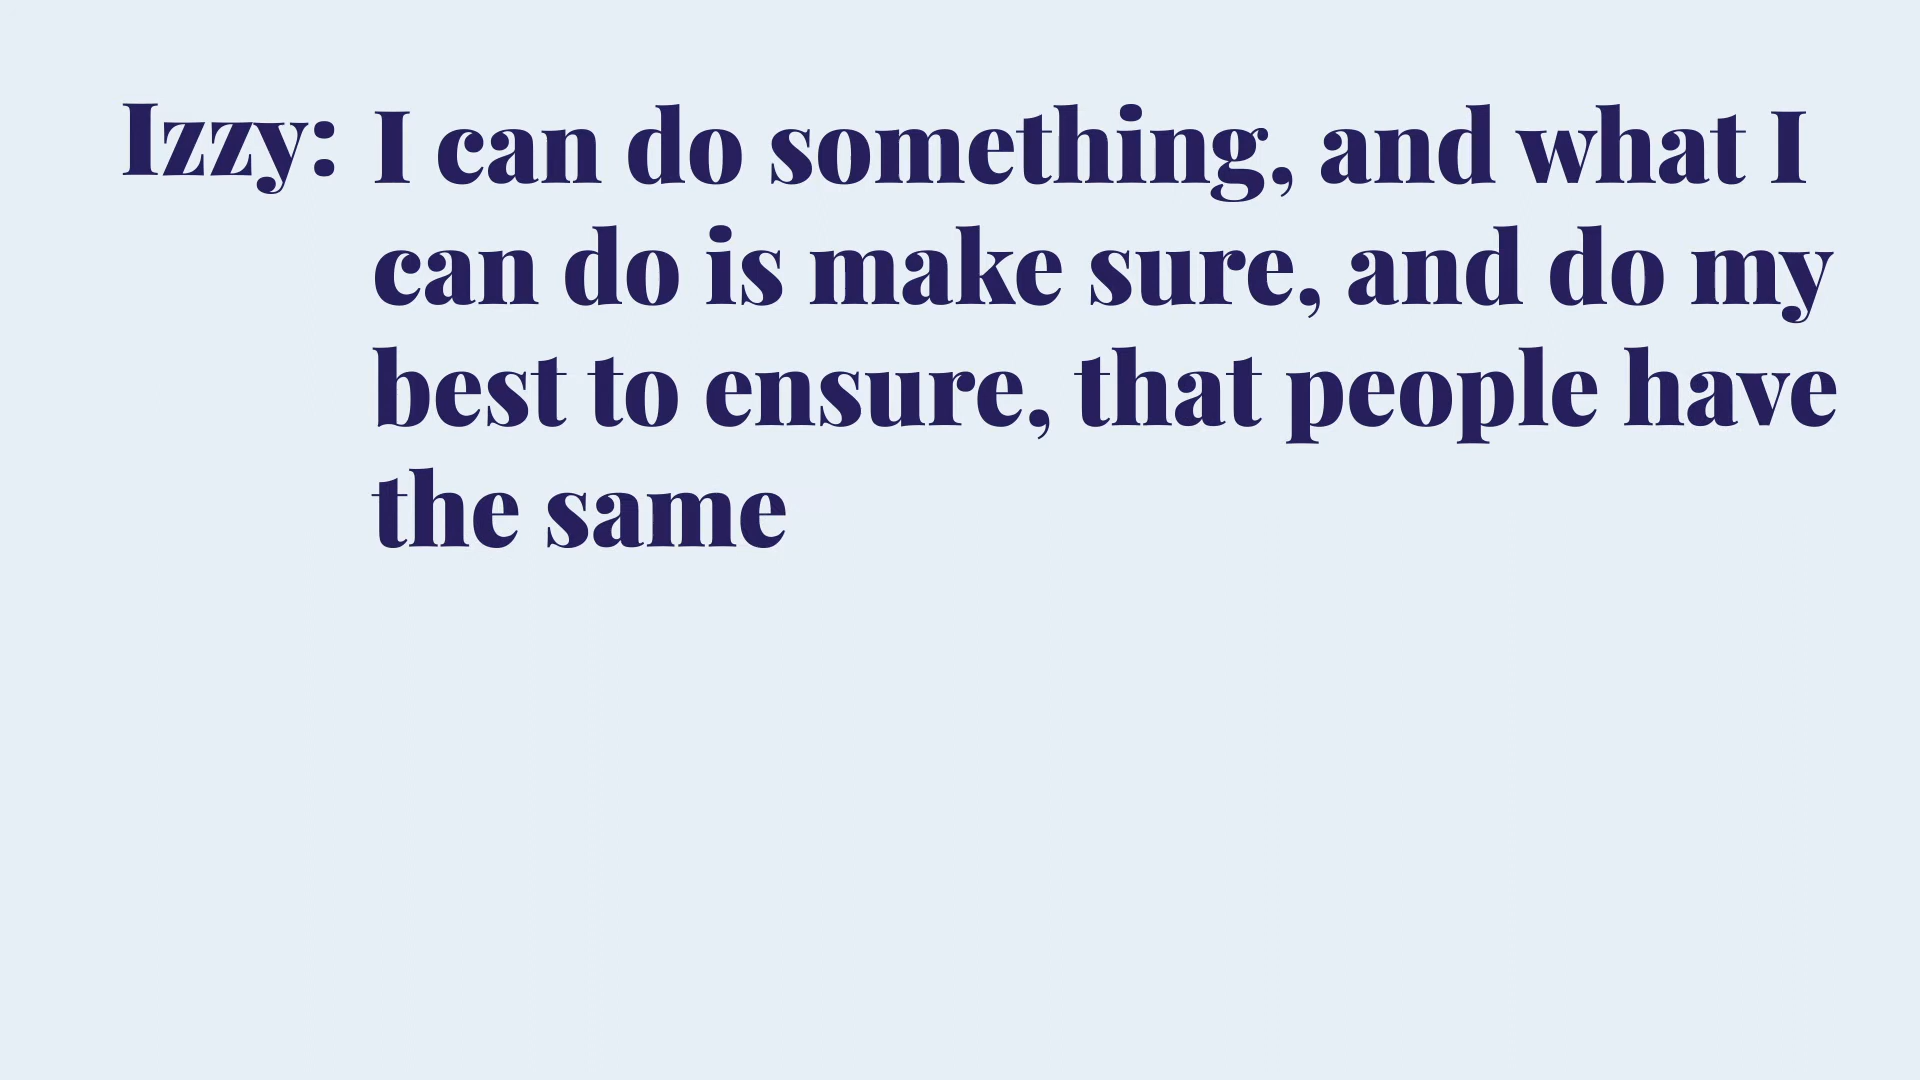 Izzy: I can do something, and what I
can do is make sure, and do my
best to ensure, that people have
the same